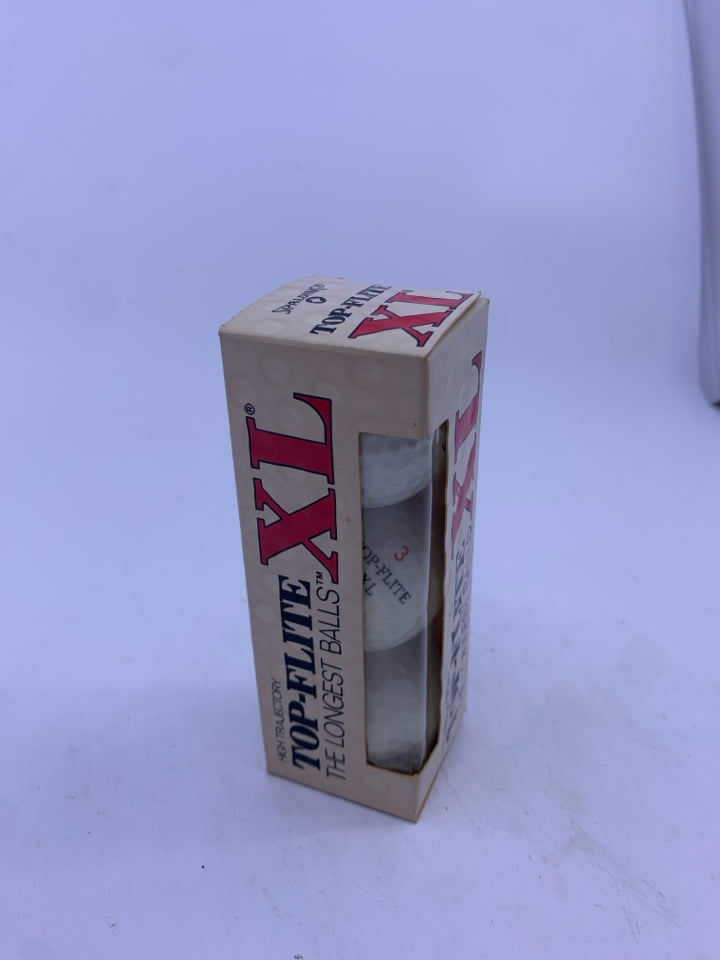 SPALDING
TOP-FLITE
XL
XL®
HIGH TRAJECTORY
TOP-FLITE
THE LONGEST BALLS™
3
TOP-FLITE
XL
XL